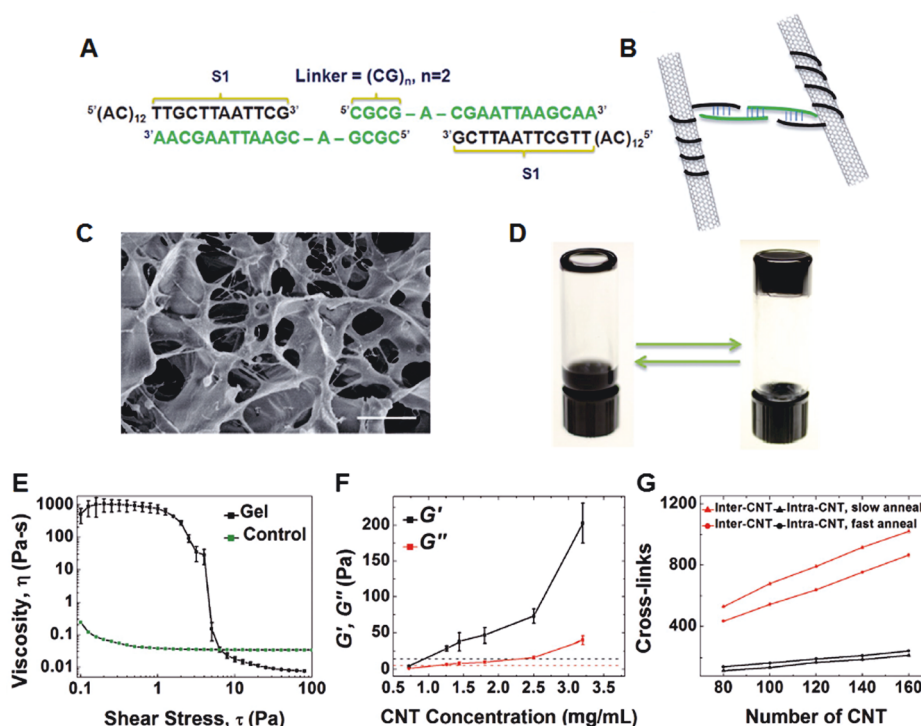 A
S1
Linker = (CG)n, n=2
5'(AC)12TTGCTTAATTCG3'
5'CGCG-A-CGAATTAAGCAA3'
3'AACGAATTAAGC-A-GCGC5'
3'GCTTAATTCGTT(AC)125'
S1
B
C
D
E
1000
100
10
1
0.1
0.01
Viscosity, η (Pa-s)
Gel
Control
0.1
1
10
100
Shear Stress, τ (Pa)
F
200
150
100
50
0
G', G'' (Pa)
G'
G''
0.5
1.0
1.5
2.0
2.5
3.0
3.5
CNT Concentration (mg/mL)
G
1200
800
400
Cross-links
Inter-CNT
Intra-CNT, slow anneal
Inter-CNT
Intra-CNT, fast anneal
80
100
120
140
160
Number of CNT